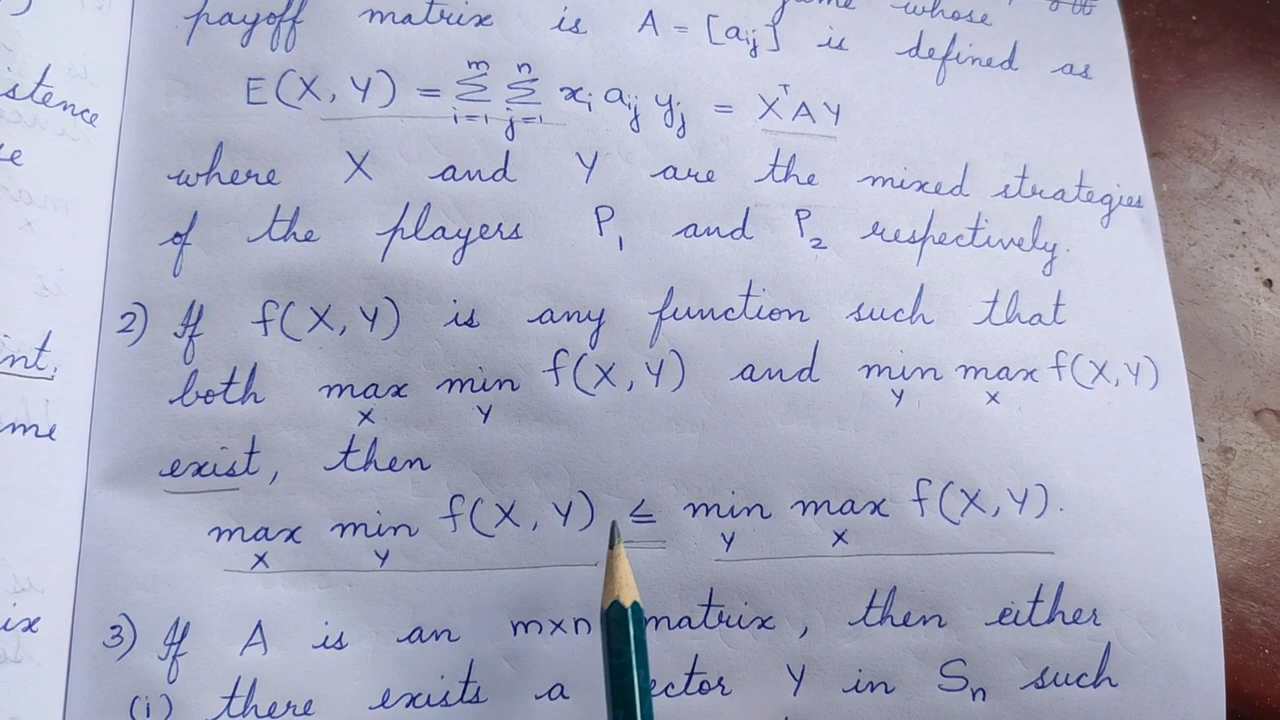 payoff matrix is A = [aij] is defined as
E(X, Y) = Σ_{i=1}^{m} Σ_{j=1}^{n} xi aij yj = XᵀAY
where X and Y are the mixed strategies
of the players P₁ and P₂ respectively.
2) If f(X, Y) is any function such that
both max_X min_Y f(X, Y) and min_Y max_X f(X, Y)
exist, then
max_X min_Y f(X, Y) ≤ min_Y max_X f(X, Y).
3) If A is an m×n matrix, then either
(i) there exists a Y in Sn such